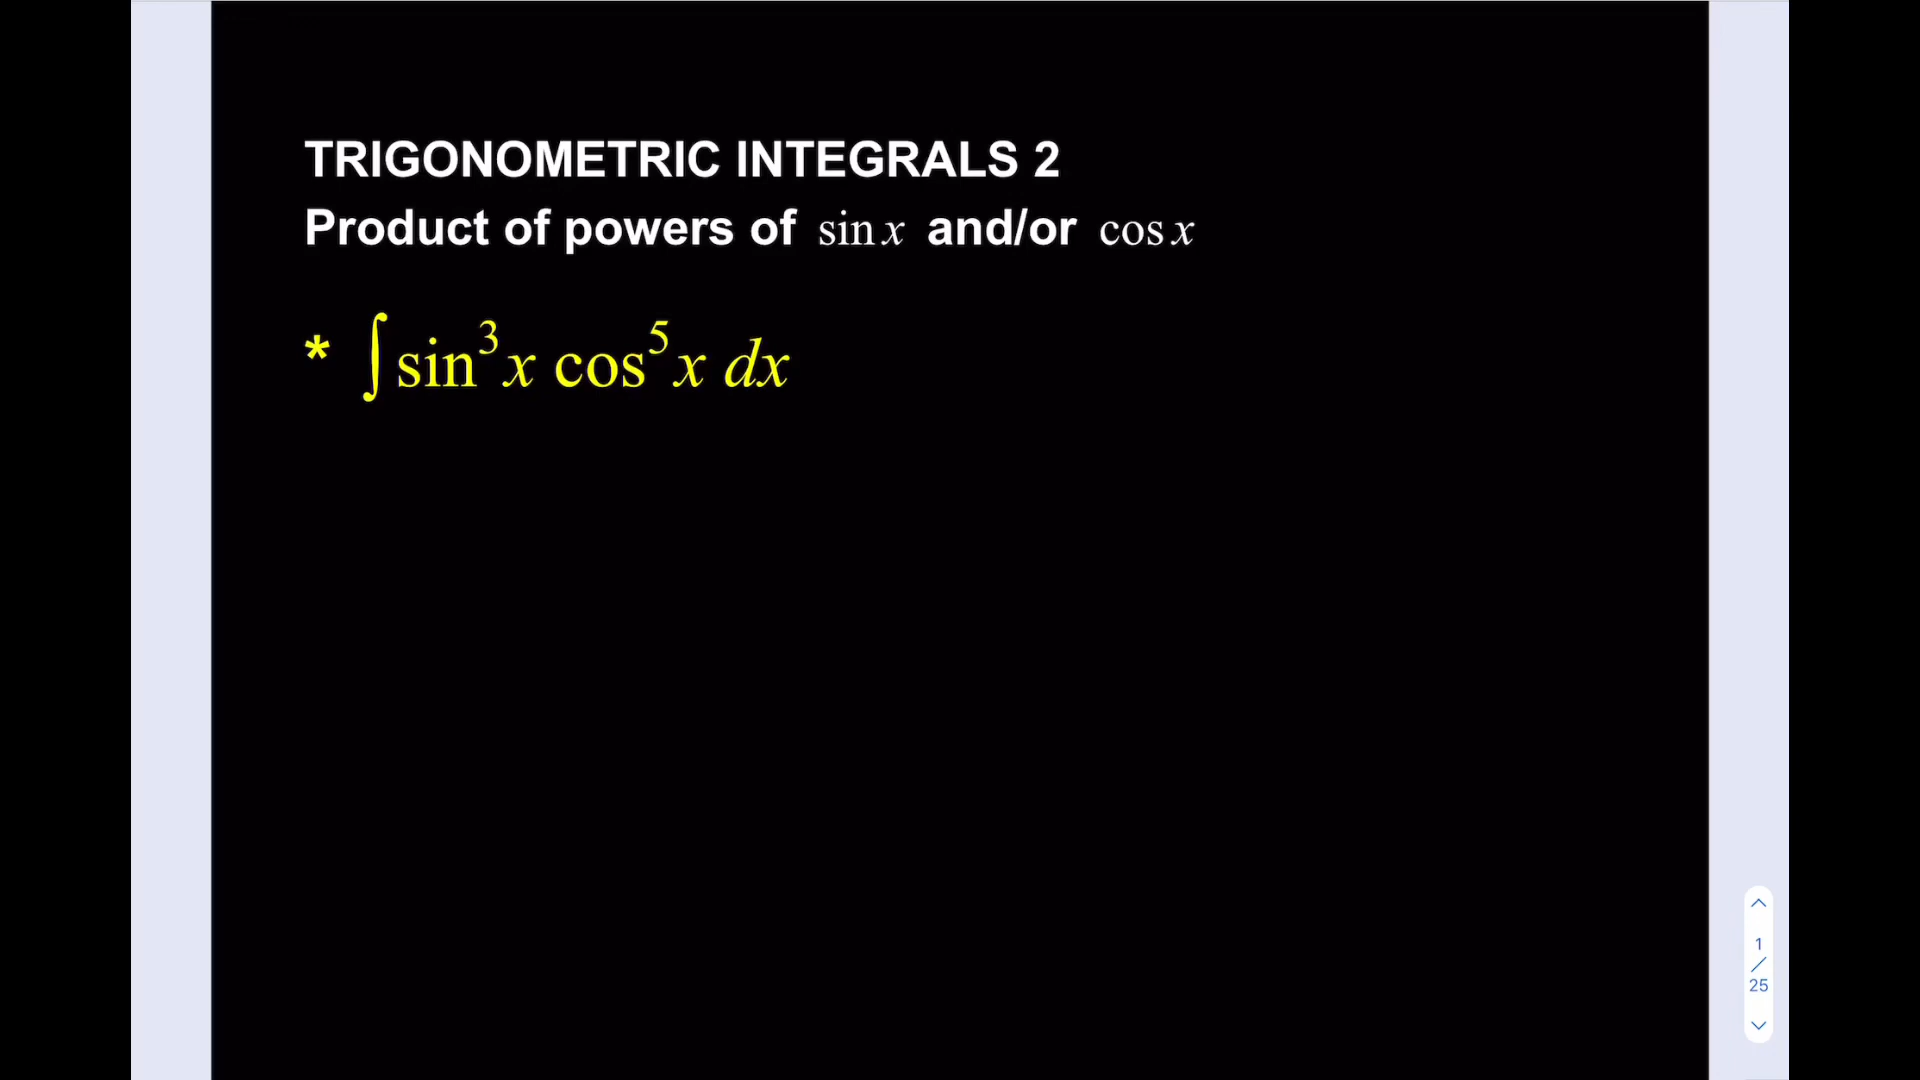 TRIGONOMETRIC INTEGRALS 2
Product of powers of sin x and/or cos x
* ∫ sin³x cos⁵x dx
1
/
25